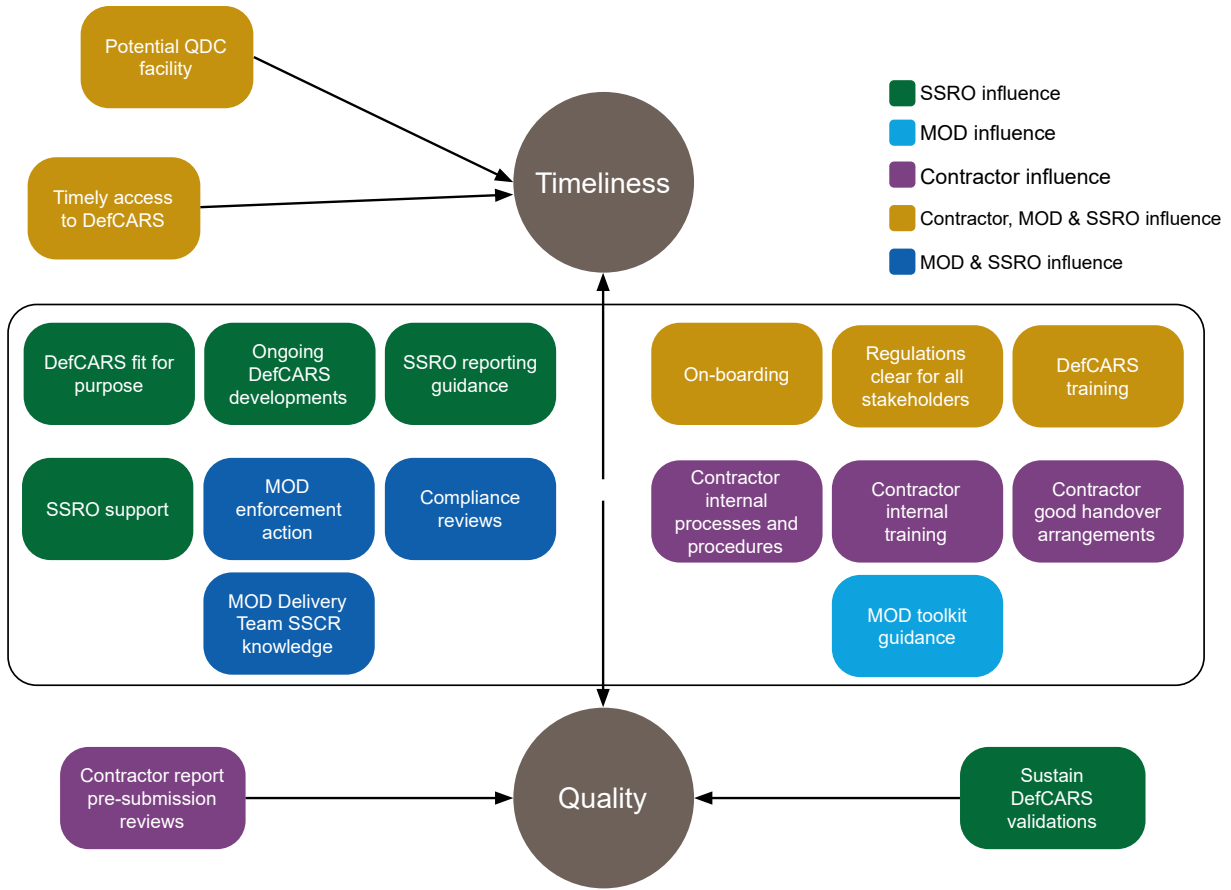 Potential QDC
facility
Timely access
to DefCARS
Timeliness
SSRO influence
MOD influence
Contractor influence
Contractor, MOD & SSRO influence
MOD & SSRO influence
DefCARS fit for
purpose
Ongoing
DefCARS
developments
SSRO reporting
guidance
On-boarding
Regulations
clear for all
stakeholders
DefCARS
training
SSRO support
MOD
enforcement
action
Compliance
reviews
Contractor
internal
processes and
procedures
Contractor
internal
training
Contractor
good handover
arrangements
MOD Delivery
Team SSCR
knowledge
MOD toolkit
guidance
Contractor report
pre-submission
reviews
Quality
Sustain
DefCARS
validations